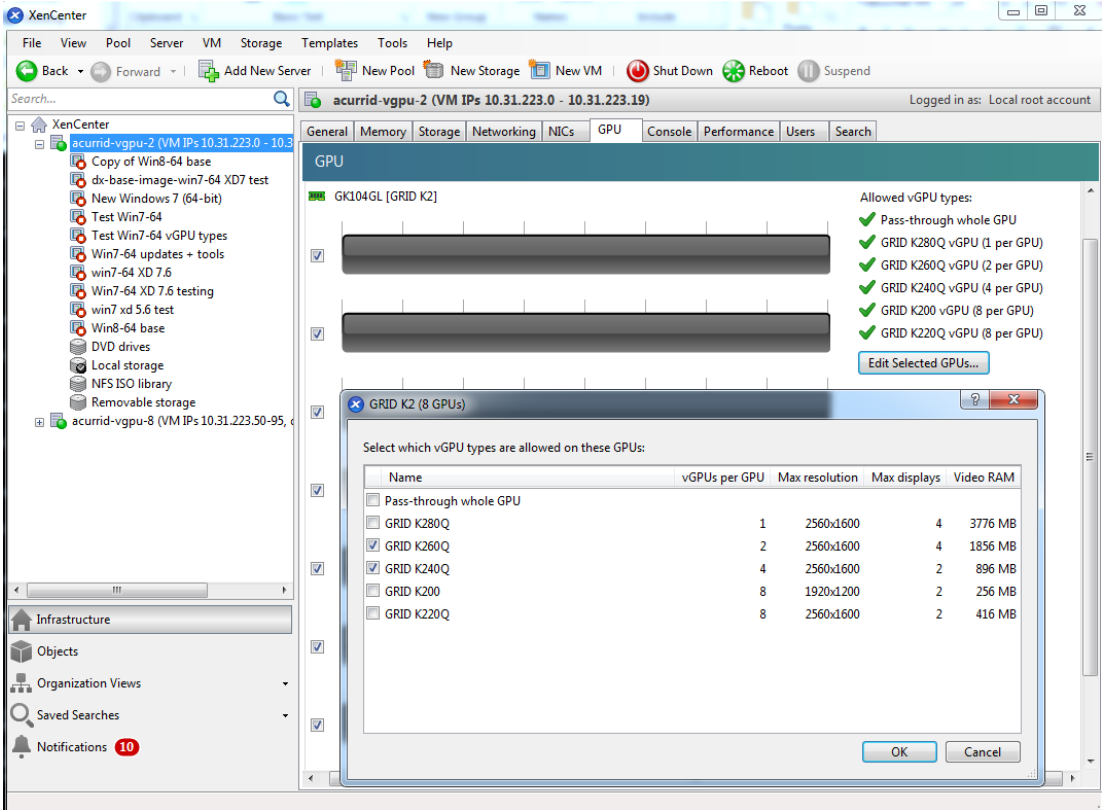 XenCenter
File View Pool Server VM Storage Templates Tools Help
Back Forward Add New Server New Pool New Storage New VM Shut Down Reboot Suspend
Search...
acurrid-vgpu-2 (VM IPs 10.31.223.0 - 10.31.223.19)
Logged in as: Local root account
XenCenter
acurrid-vgpu-2 (VM IPs 10.31.223.0 - 10.3
Copy of Win8-64 base
dx-base-image-win7-64 XD7 test
New Windows 7 (64-bit)
Test Win7-64
Test Win7-64 vGPU types
Win7-64 updates + tools
win7-64 XD 7.6
Win7-64 XD 7.6 testing
win7 xd 5.6 test
Win8-64 base
DVD drives
Local storage
NFS ISO library
Removable storage
acurrid-vgpu-8 (VM IPs 10.31.223.50-95,
Infrastructure
Objects
Organization Views
Saved Searches
Notifications 10
General Memory Storage Networking NICs GPU Console Performance Users Search
GPU
GK104GL [GRID K2]
Allowed vGPU types:
Pass-through whole GPU
GRID K280Q vGPU (1 per GPU)
GRID K260Q vGPU (2 per GPU)
GRID K240Q vGPU (4 per GPU)
GRID K200 vGPU (8 per GPU)
GRID K220Q vGPU (8 per GPU)
Edit Selected GPUs...
GRID K2 (8 GPUs)
Select which vGPU types are allowed on these GPUs:
Name vGPUs per GPU Max resolution Max displays Video RAM
Pass-through whole GPU
GRID K280Q 1 2560x1600 4 3776 MB
GRID K260Q 2 2560x1600 4 1856 MB
GRID K240Q 4 2560x1600 2 896 MB
GRID K200 8 1920x1200 2 256 MB
GRID K220Q 8 2560x1600 2 416 MB
OK Cancel